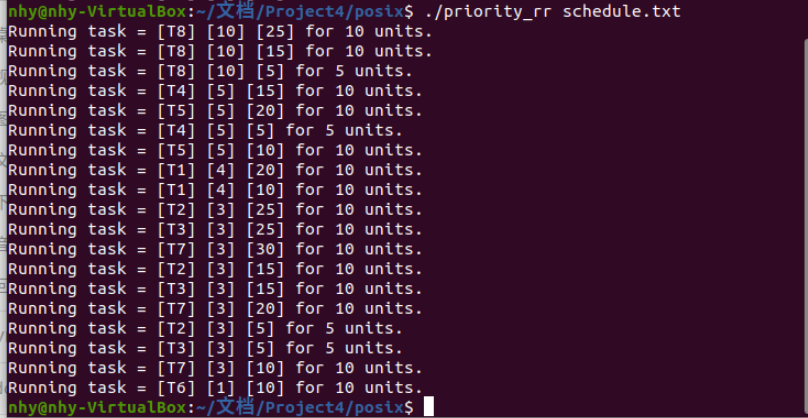 nhy@nhy-VirtualBox:~/文档/Project4/posix$ ./priority_rr schedule.txt
Running task = [T8] [10] [25] for 10 units.
Running task = [T8] [10] [15] for 10 units.
Running task = [T8] [10] [5] for 5 units.
Running task = [T4] [5] [15] for 10 units.
Running task = [T5] [5] [20] for 10 units.
Running task = [T4] [5] [5] for 5 units.
Running task = [T5] [5] [10] for 10 units.
Running task = [T1] [4] [20] for 10 units.
Running task = [T1] [4] [10] for 10 units.
Running task = [T2] [3] [25] for 10 units.
Running task = [T3] [3] [25] for 10 units.
Running task = [T7] [3] [30] for 10 units.
Running task = [T2] [3] [15] for 10 units.
Running task = [T3] [3] [15] for 10 units.
Running task = [T7] [3] [20] for 10 units.
Running task = [T2] [3] [5] for 5 units.
Running task = [T3] [3] [5] for 5 units.
Running task = [T7] [3] [10] for 10 units.
Running task = [T6] [1] [10] for 10 units.
nhy@nhy-VirtualBox:~/文档/Project4/posix$